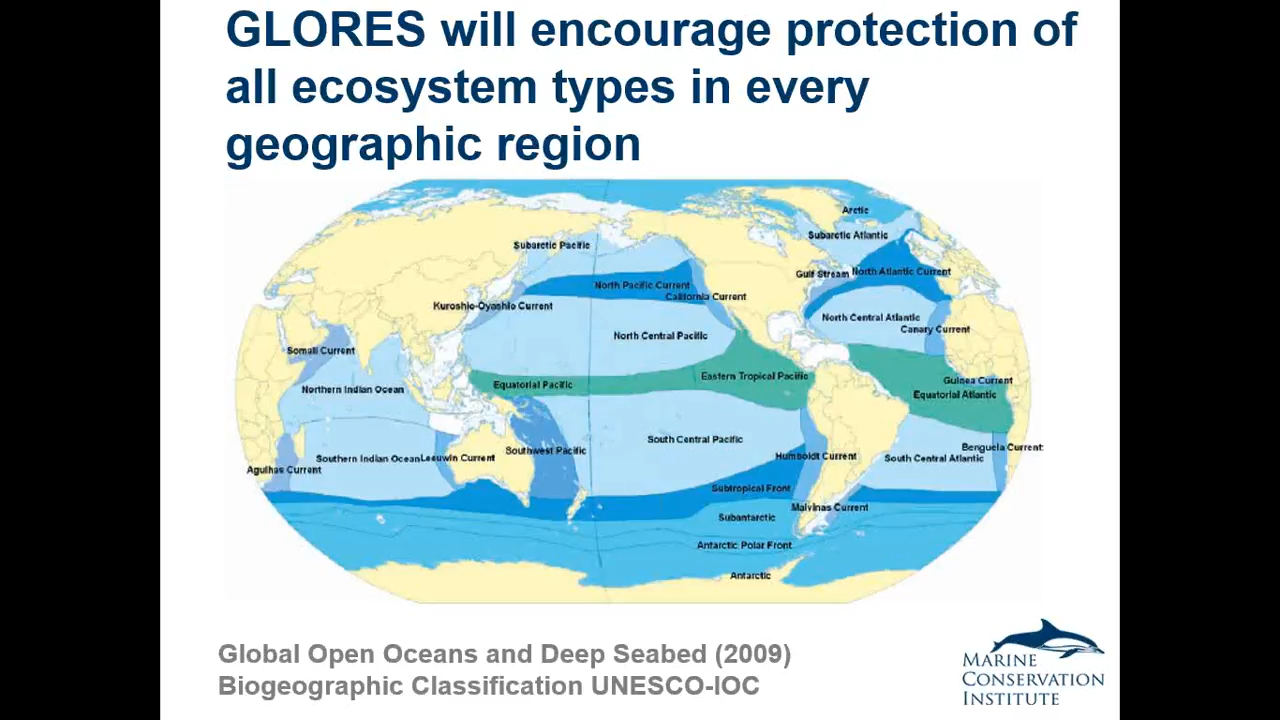 GLORES will encourage protection of
all ecosystem types in every
geographic region
Arctic
Subarctic Atlantic
Subarctic Pacific
Gulf Stream
North Atlantic Current
North Pacific Current
California Current
Kuroshio-Oyashio Current
North Central Atlantic
Canary Current
North Central Pacific
Somali Current
Eastern Tropical Pacific
Guinea Current
Equatorial Pacific
Northern Indian Ocean
Equatorial Atlantic
South Central Pacific
Benguela Current
Southwest Pacific
Humboldt Current
Southern Indian Ocean
Leeuwin Current
South Central Atlantic
Agulhas Current
Subtropical Front
Malvinas Current
Subantarctic
Antarctic Polar Front
Antarctic
Global Open Oceans and Deep Seabed (2009)
Biogeographic Classification UNESCO-IOC
MARINE
CONSERVATION
INSTITUTE